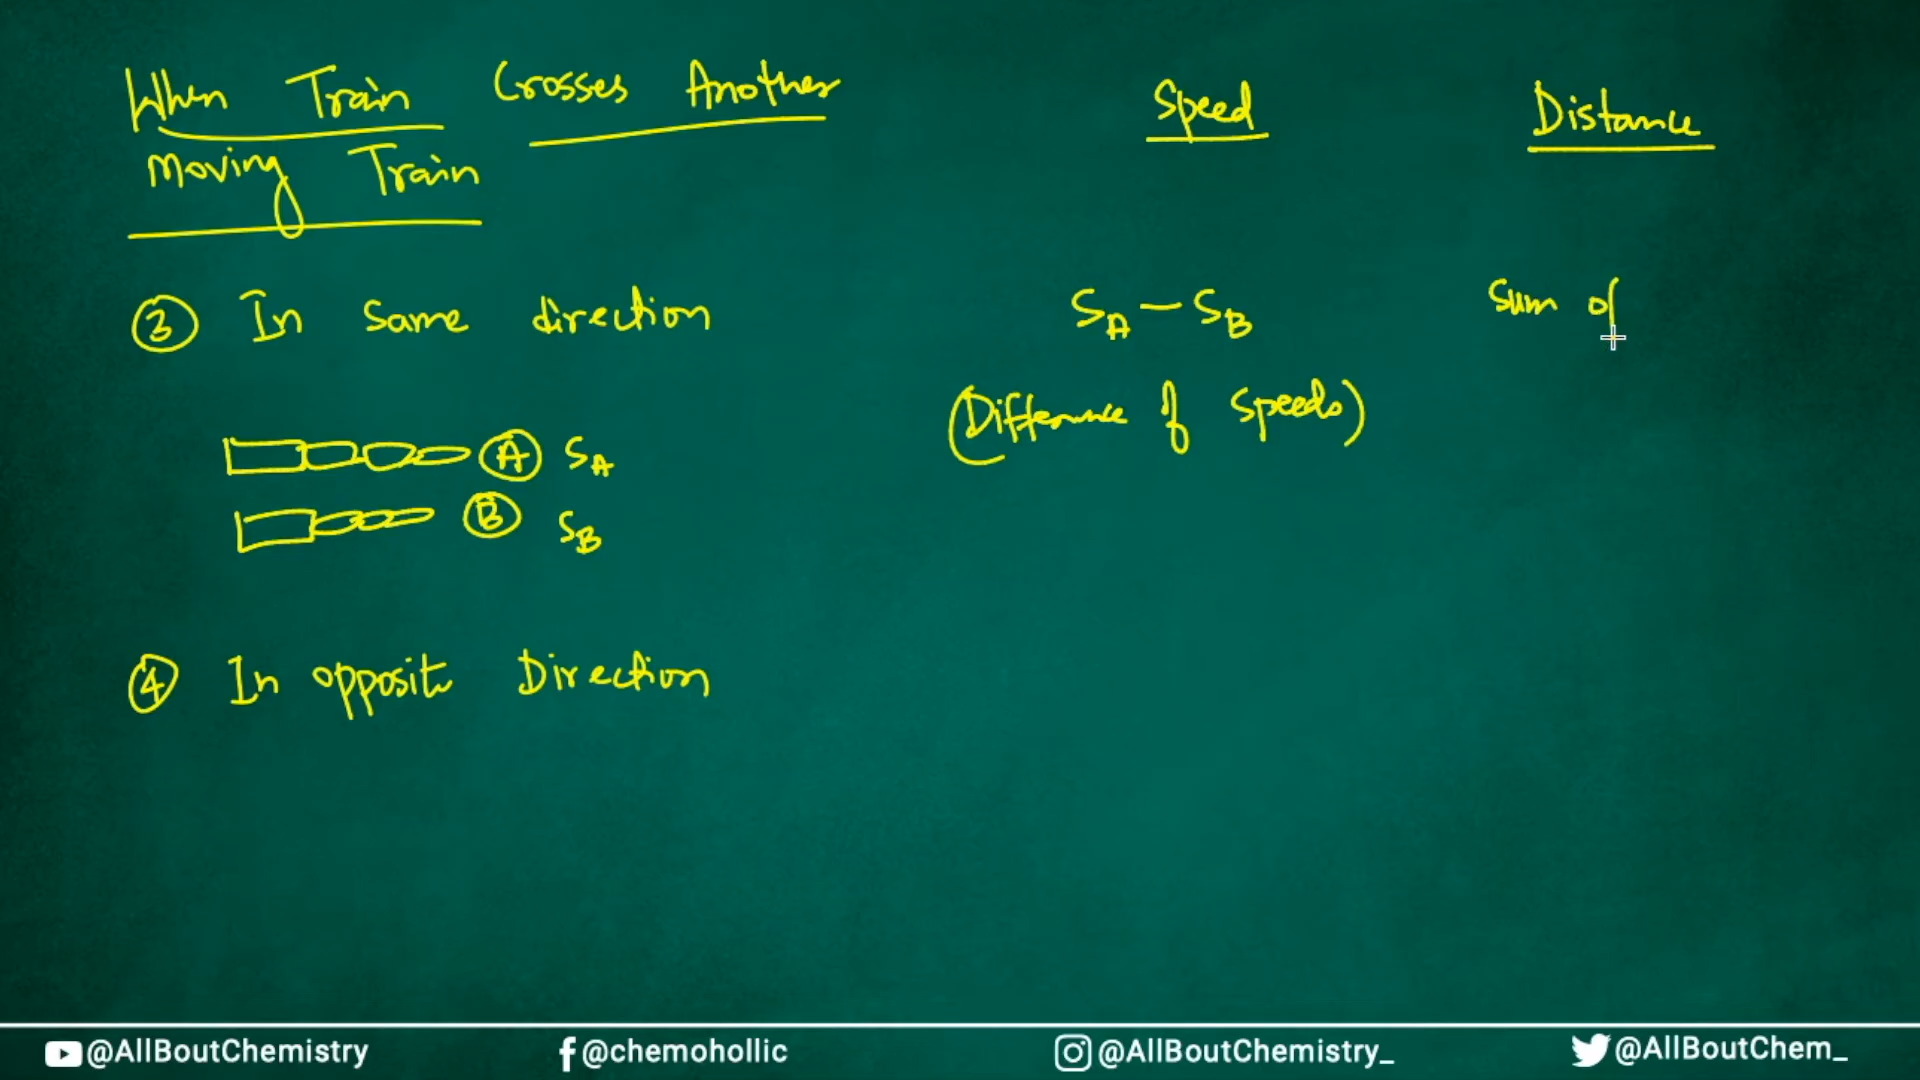 When Train Crosses Another
Moving Train
Speed
Distance
3 In Same direction
SA - SB
Sum of
(Difference of Speeds)
A SA
B SB
4 In opposit Direction
@AllBoutChemistry
@chemohollic
@AllBoutChemistry_
@AllBoutChem_